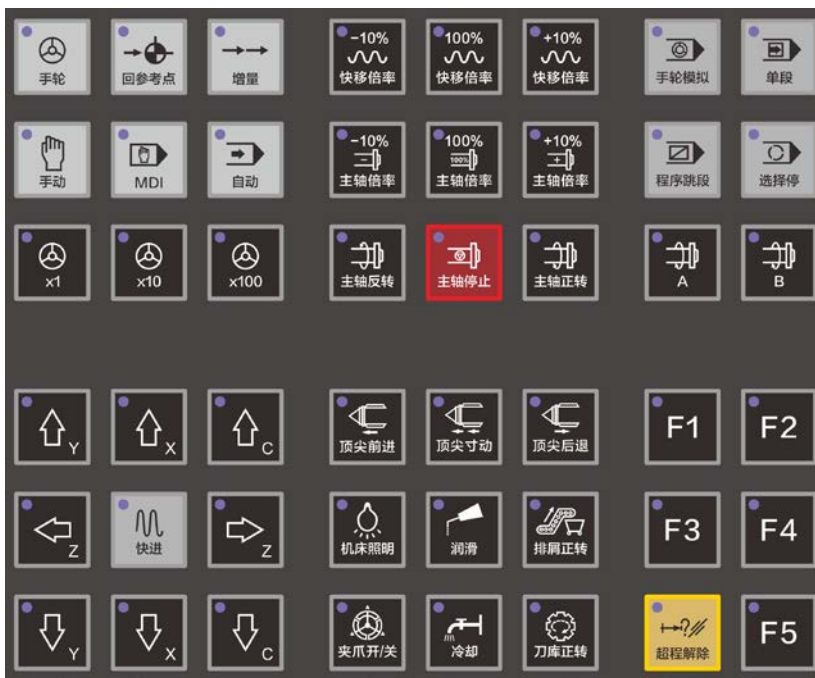 -10%
快移倍率
100%
快移倍率
+10%
快移倍率
手轮
回参考点
增量
手轮模拟
单段
手动
MDI
自动
-10%
主轴倍率
100%
100%
主轴倍率
+10%
主轴倍率
程序跳段
选择停
x1
x10
x100
主轴反转
主轴停止
主轴正转
A
B
Y
X
C
顶尖前进
顶尖寸动
顶尖后退
F1
F2
Z
快进
Z
机床照明
润滑
排屑正转
F3
F4
Y
X
C
夹爪开/关
冷却
刀库正转
?
超程解除
F5